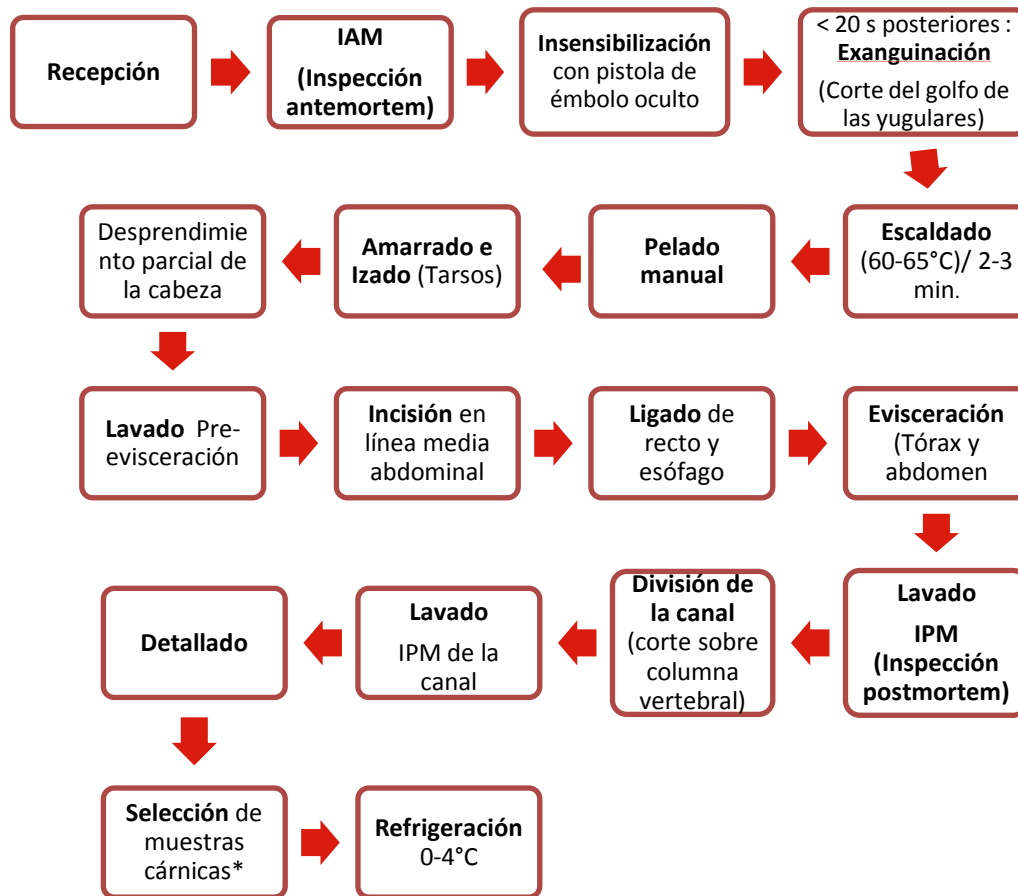 Recepción
IAM
(Inspección
antemortem)
Insensibilización
con pistola de
émbolo oculto
< 20 s posteriores :
Exanguinación
(Corte del golfo de
las yugulares)
Escaldado
(60-65°C)/ 2-3
min.
Pelado
manual
Amarrado e
Izado (Tarsos)
Desprendimie
nto parcial de
la cabeza
Lavado Pre-
evisceración
Incisión en
línea media
abdominal
Ligado de
recto y
esófago
Evisceración
(Tórax y
abdomen
Lavado
IPM
(Inspección
postmortem)
División de
la canal
(corte sobre
columna
vertebral)
Lavado
IPM de la
canal
Detallado
Selección de
muestras
cárnicas*
Refrigeración
0-4°C